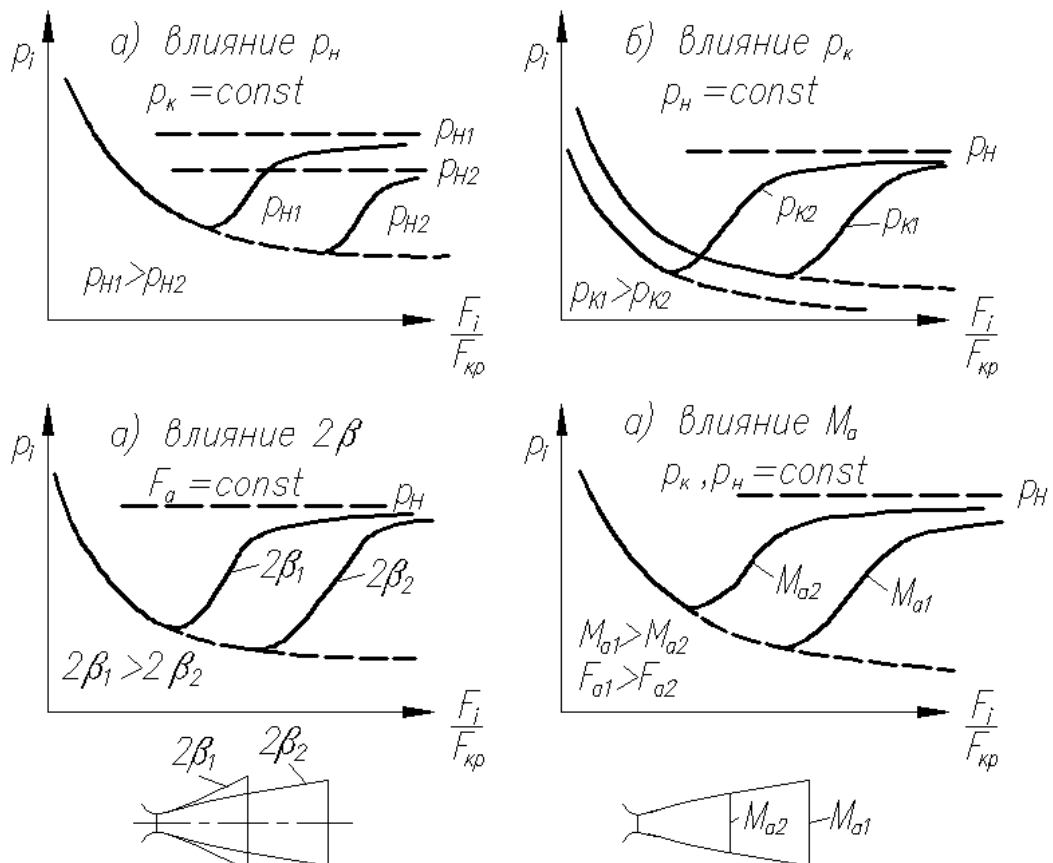 а) влияние pн
pк = const
pi
pн1
pн2
pн1
pн2
pн1>pн2
Fi
Fкр
б) влияние pк
pн = const
pi
pн
pк2
pк1
pк1>pк2
Fi
Fкр
а) влияние 2β
Fа = const
pi
pн
2β1
2β2
2β1>2β2
Fi
Fкр
2β1
2β2
а) влияние Mа
pк , pн = const
pi
pн
Mа2
Mа1
Mа1>Mа2
Fа1>Fа2
Fi
Fкр
Mа2
Mа1